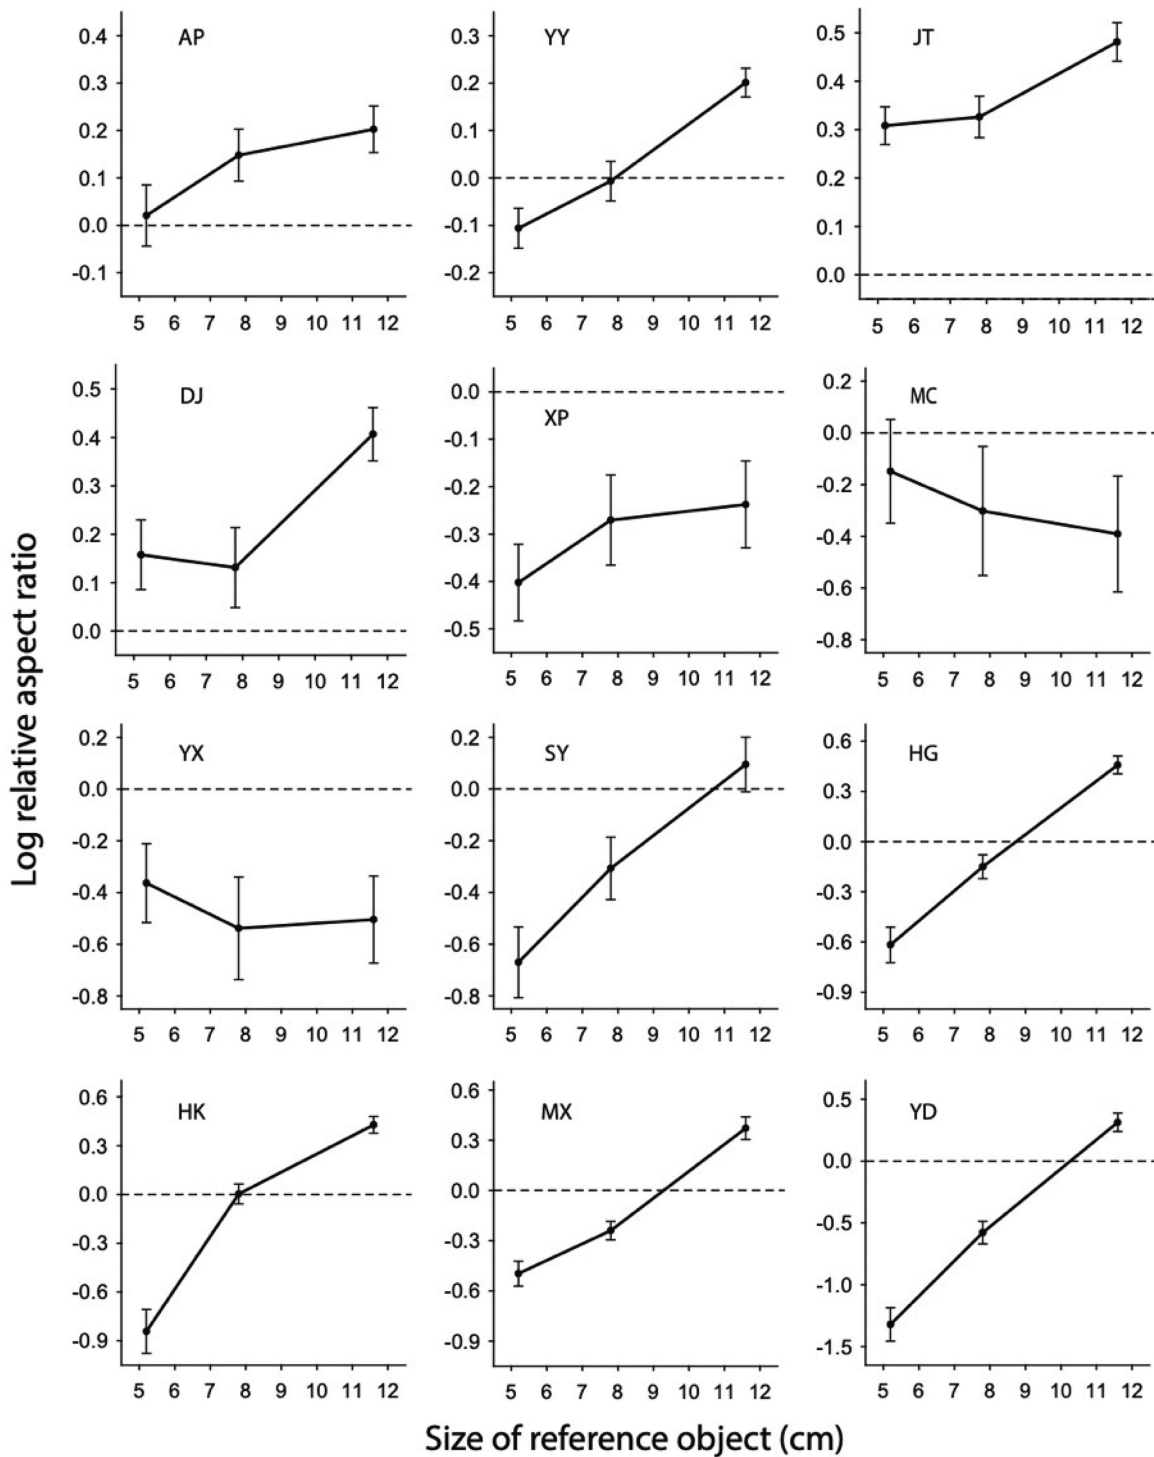 AP
0.4
0.3
0.2
0.1
0.0
-0.1
5 6 7 8 9 10 11 12
YY
0.3
0.2
0.1
0.0
-0.1
-0.2
5 6 7 8 9 10 11 12
JT
0.5
0.4
0.3
0.2
0.1
0.0
5 6 7 8 9 10 11 12
DJ
0.5
0.4
0.3
0.2
0.1
0.0
5 6 7 8 9 10 11 12
XP
0.0
-0.1
-0.2
-0.3
-0.4
-0.5
5 6 7 8 9 10 11 12
MC
0.2
0.0
-0.2
-0.4
-0.6
-0.8
5 6 7 8 9 10 11 12
YX
0.2
0.0
-0.2
-0.4
-0.6
-0.8
5 6 7 8 9 10 11 12
SY
0.2
0.0
-0.2
-0.4
-0.6
-0.8
5 6 7 8 9 10 11 12
HG
0.6
0.3
0.0
-0.3
-0.6
-0.9
5 6 7 8 9 10 11 12
HK
0.6
0.3
0.0
-0.3
-0.6
-0.9
5 6 7 8 9 10 11 12
MX
0.6
0.3
0.0
-0.3
-0.6
-0.9
5 6 7 8 9 10 11 12
YD
0.5
0.0
-0.5
-1.0
-1.5
5 6 7 8 9 10 11 12
Log relative aspect ratio
Size of reference object (cm)